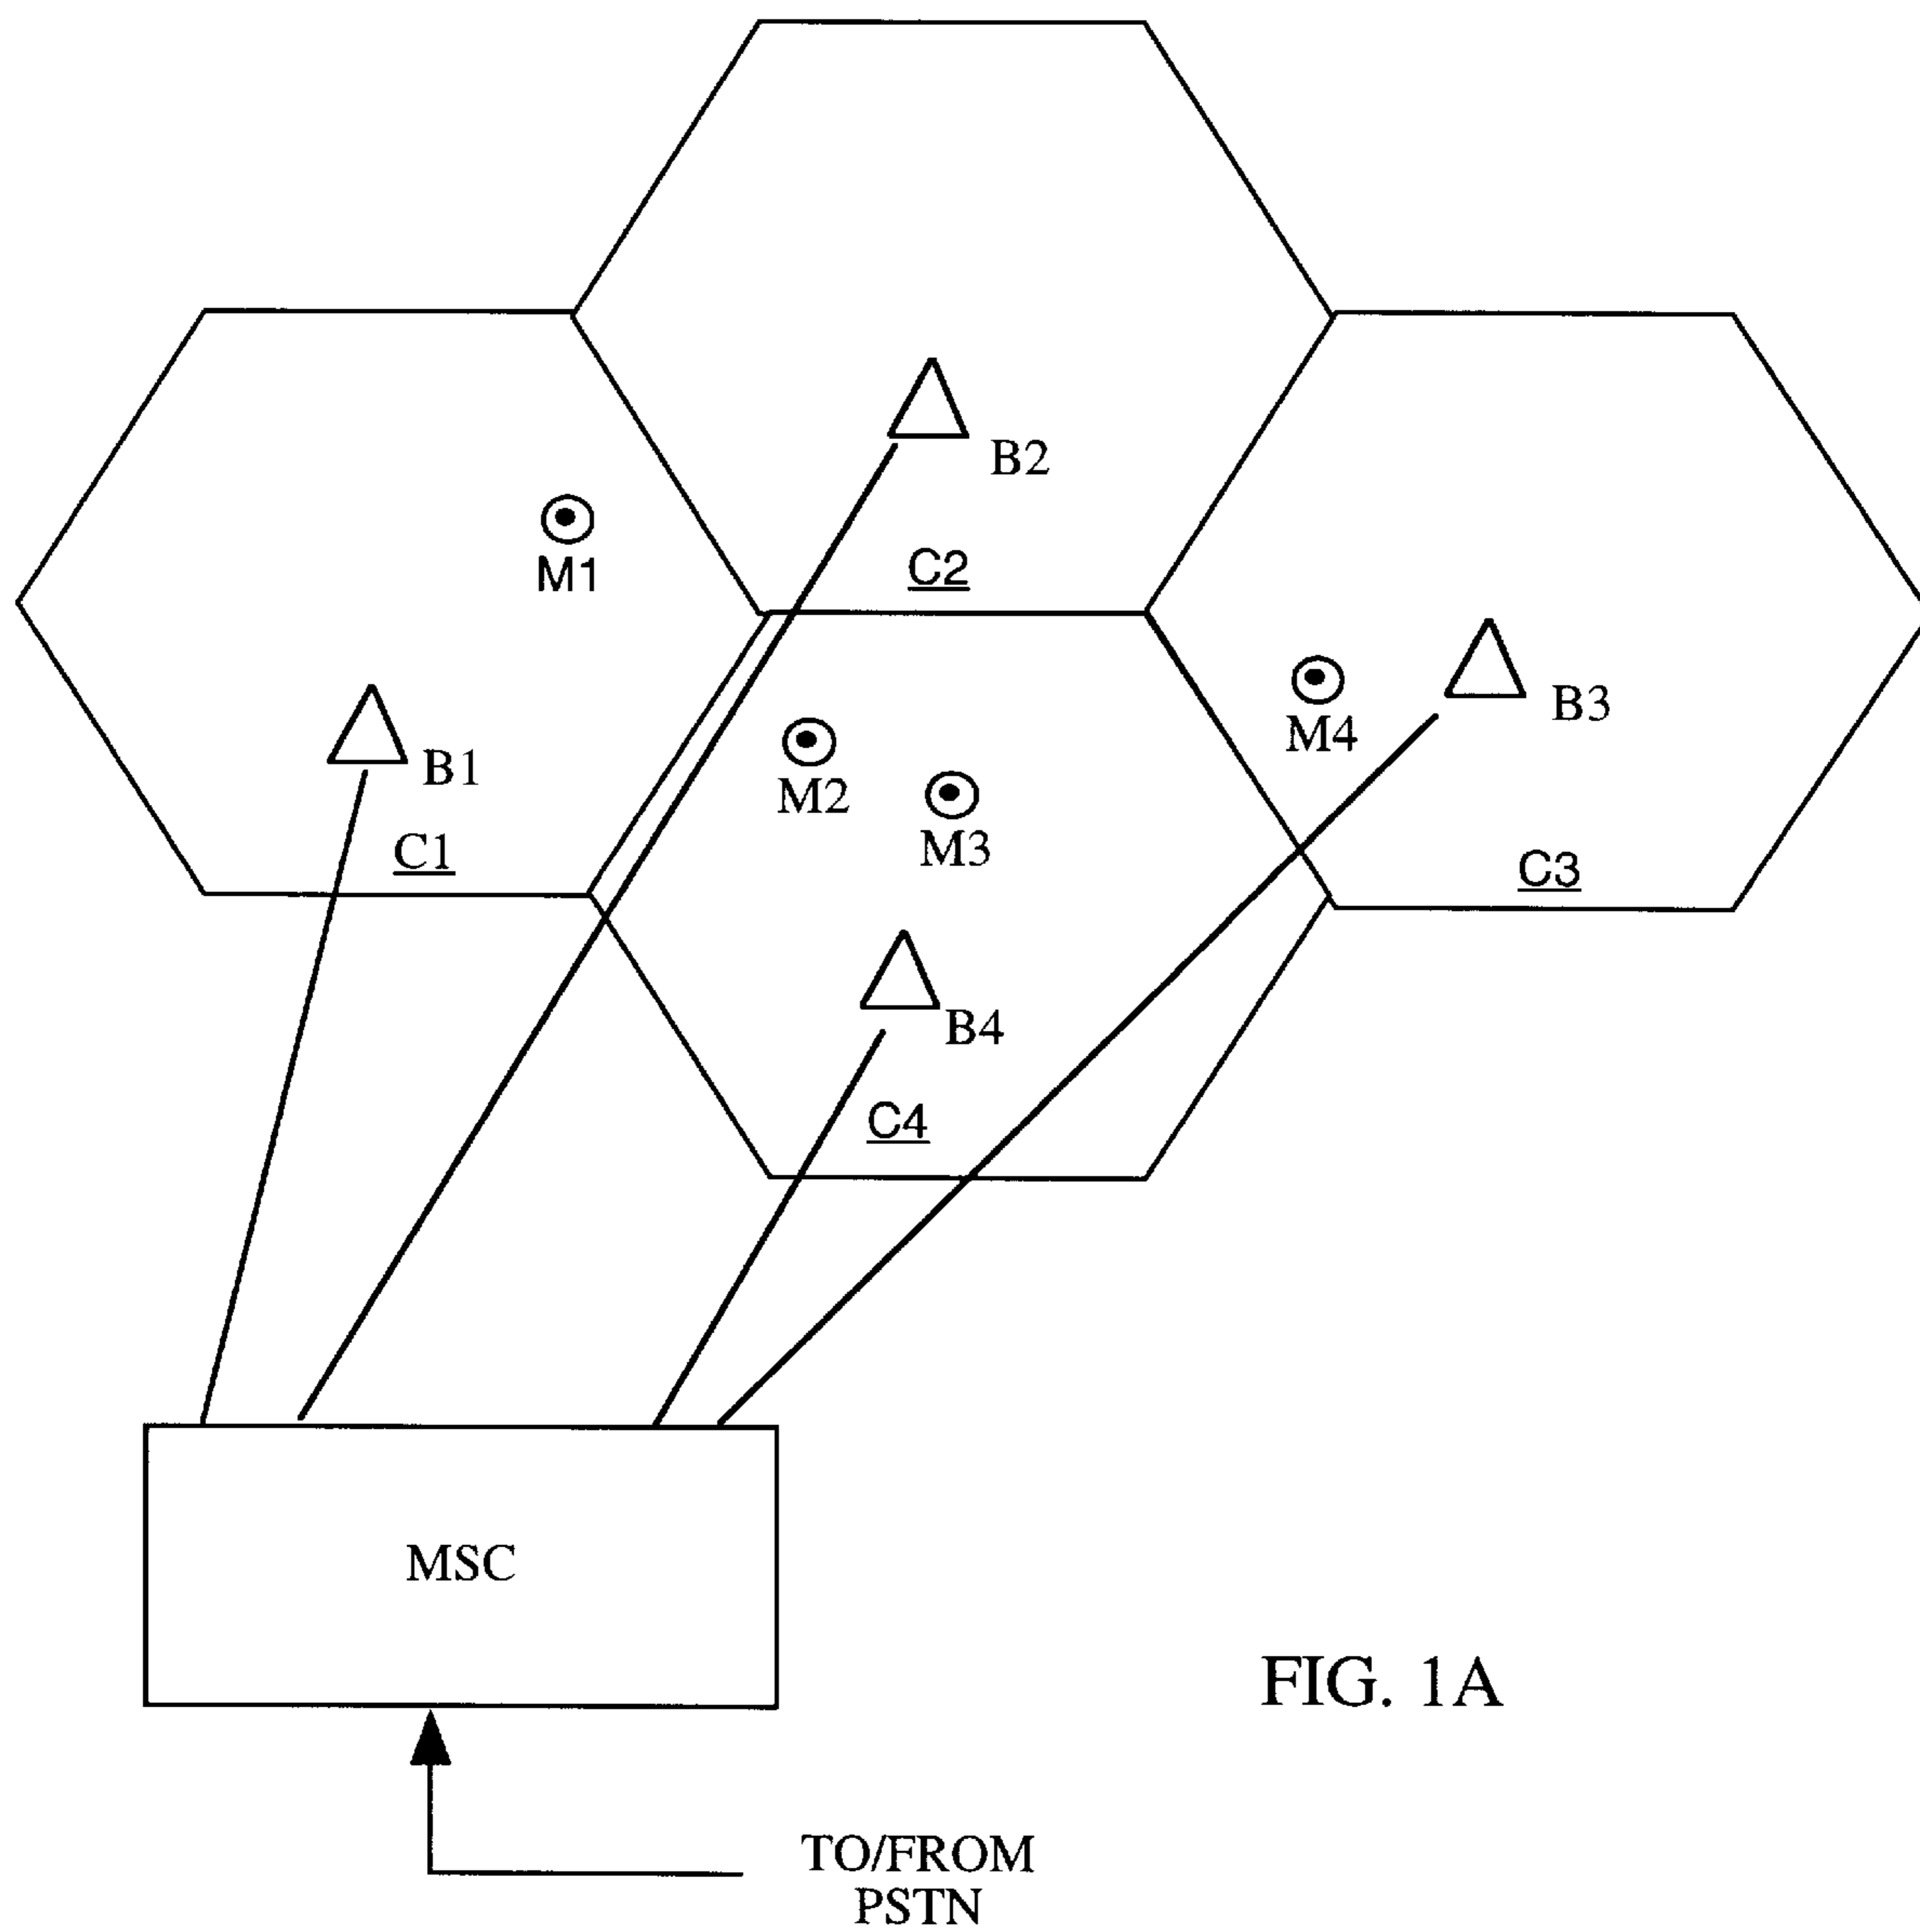 B2
M1
C2
B3
M4
B1
M2
M3
C1
C3
B4
C4
MSC
FIG. 1A
TO/FROM
PSTN